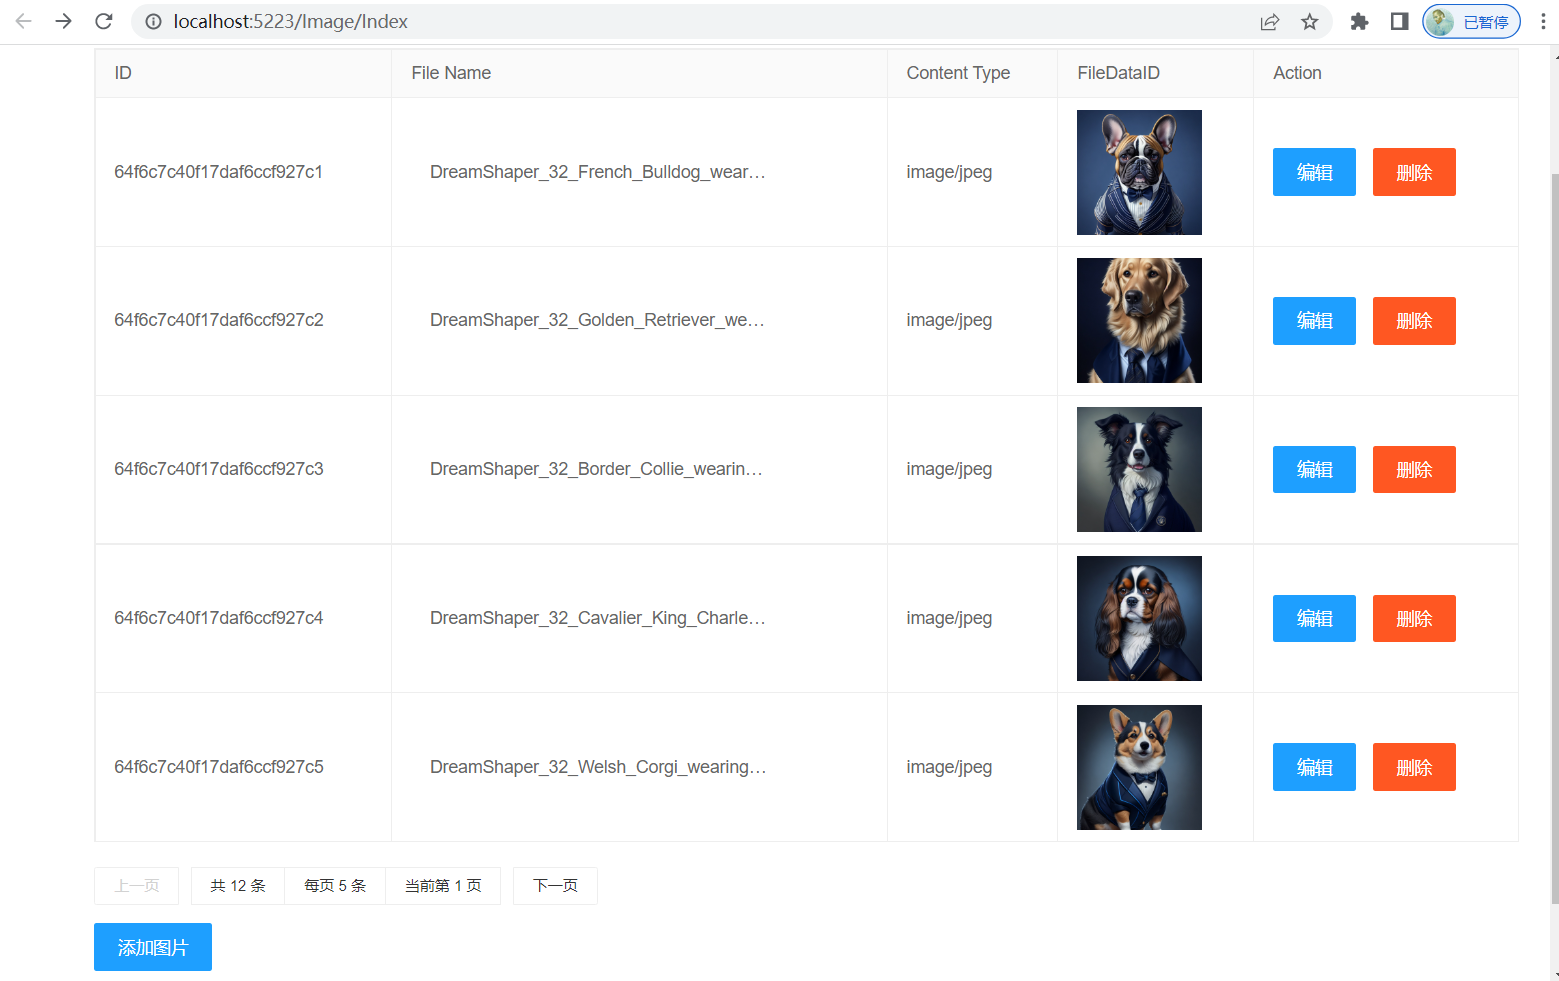 localhost:5223/Image/Index
已暂停
ID File Name Content Type FileDataID Action
64f6c7c40f17daf6ccf927c1 DreamShaper_32_French_Bulldog_wear… image/jpeg 编辑 删除
64f6c7c40f17daf6ccf927c2 DreamShaper_32_Golden_Retriever_we… image/jpeg 编辑 删除
64f6c7c40f17daf6ccf927c3 DreamShaper_32_Border_Collie_wearin… image/jpeg 编辑 删除
64f6c7c40f17daf6ccf927c4 DreamShaper_32_Cavalier_King_Charle… image/jpeg 编辑 删除
64f6c7c40f17daf6ccf927c5 DreamShaper_32_Welsh_Corgi_wearing… image/jpeg 编辑 删除
上一页 共 12 条 每页 5 条 当前第 1 页 下一页
添加图片